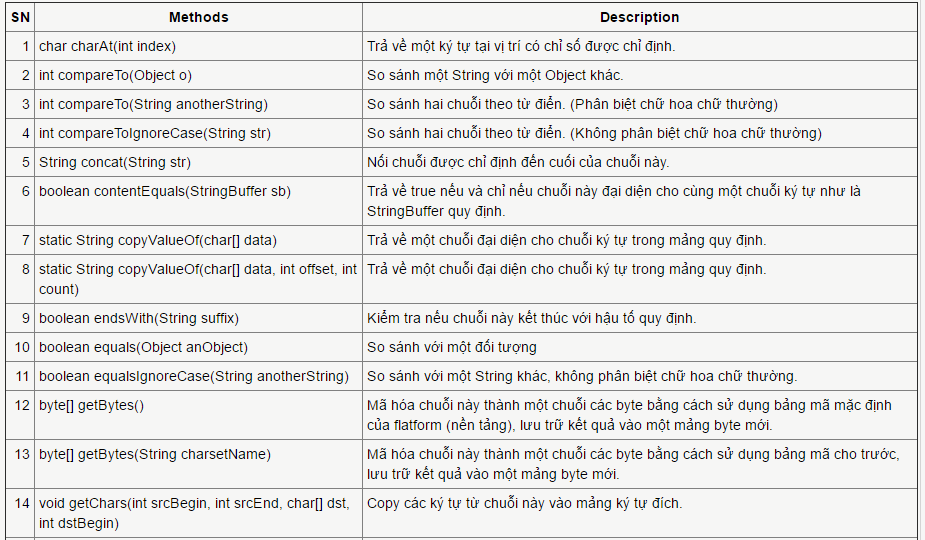 SN Methods Description
1 char charAt(int index) Trả về một ký tự tại vị trí có chỉ số được chỉ định.
2 int compareTo(Object o) So sánh một String với một Object khác.
3 int compareTo(String anotherString) So sánh hai chuỗi theo từ điển. (Phân biệt chữ hoa chữ thường)
4 int compareToIgnoreCase(String str) So sánh hai chuỗi theo từ điển. (Không phân biệt chữ hoa chữ thường)
5 String concat(String str) Nối chuỗi được chỉ định đến cuối của chuỗi này.
6 boolean contentEquals(StringBuffer sb) Trả về true nếu và chỉ nếu chuỗi này đại diện cho cùng một chuỗi ký tự như là
StringBuffer quy định.
7 static String copyValueOf(char[] data) Trả về một chuỗi đại diện cho chuỗi ký tự trong mảng quy định.
8 static String copyValueOf(char[] data, int offset, int Trả về một chuỗi đại diện cho chuỗi ký tự trong mảng quy định.
count)
9 boolean endsWith(String suffix) Kiểm tra nếu chuỗi này kết thúc với hậu tố quy định.
10 boolean equals(Object anObject) So sánh với một đối tượng
11 boolean equalsIgnoreCase(String anotherString) So sánh với một String khác, không phân biệt chữ hoa chữ thường.
12 byte[] getBytes() Mã hóa chuỗi này thành một chuỗi các byte bằng cách sử dụng bảng mã mặc định
của flatform (nền tảng), lưu trữ kết quả vào một mảng byte mới.
13 byte[] getBytes(String charsetName) Mã hóa chuỗi này thành một chuỗi các byte bằng cách sử dụng bảng mã cho trước,
lưu trữ kết quả vào một mảng byte mới.
14 void getChars(int srcBegin, int srcEnd, char[] dst, Copy các ký tự từ chuỗi này vào mảng ký tự đích.
int dstBegin)